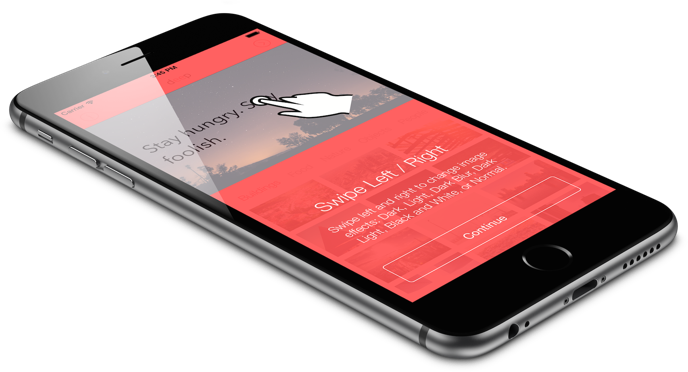 Carrier
:45 PM
Stay hungry. Stay
foolish.
Swipe Left / Right
Swipe left and right to change image
effects: Dark, Light, Dark Blur, Dark
Light, Black and White, or Normal.
Continue